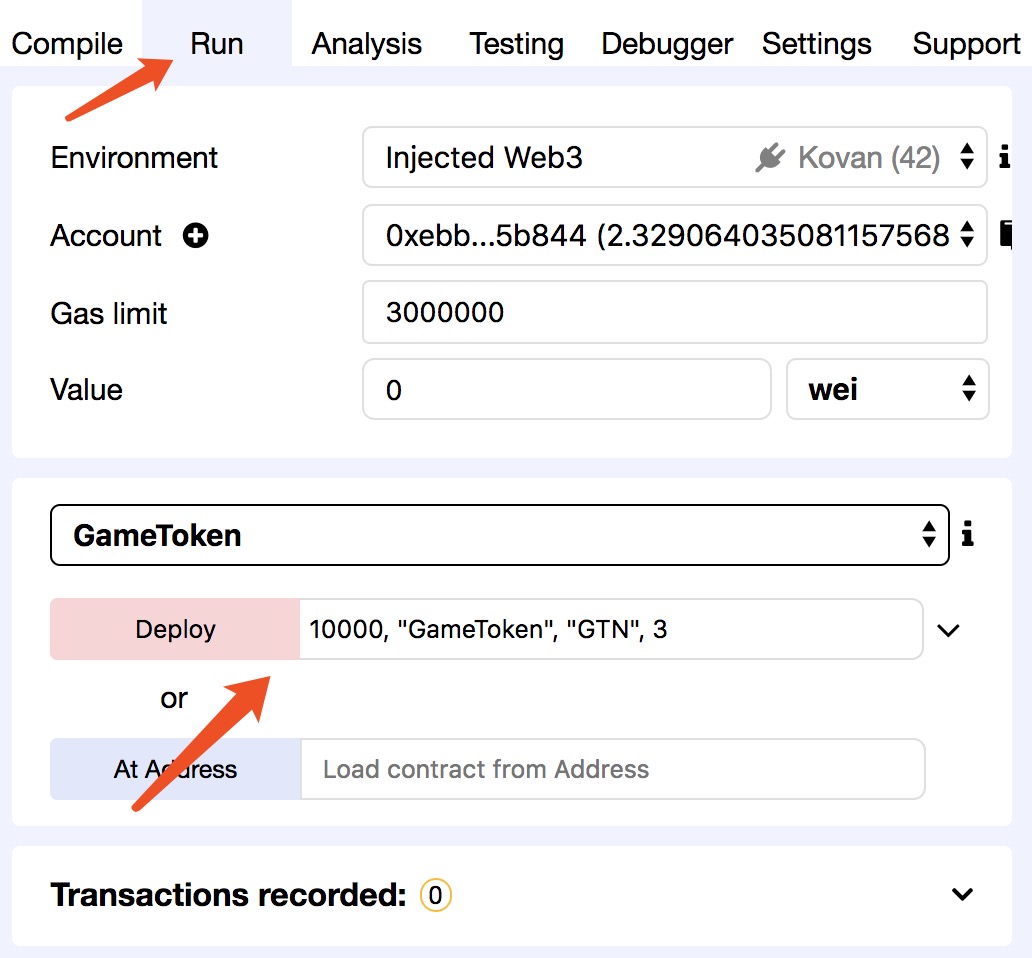 Compile Run Analysis Testing Debugger Settings Support
Environment Injected Web3 Kovan (42)
Account 0xebb...5b844 (2.329064035081157568
Gas limit 3000000
Value 0 wei
GameToken
Deploy 10000, "GameToken", "GTN", 3
or
At Address Load contract from Address
Transactions recorded: 0